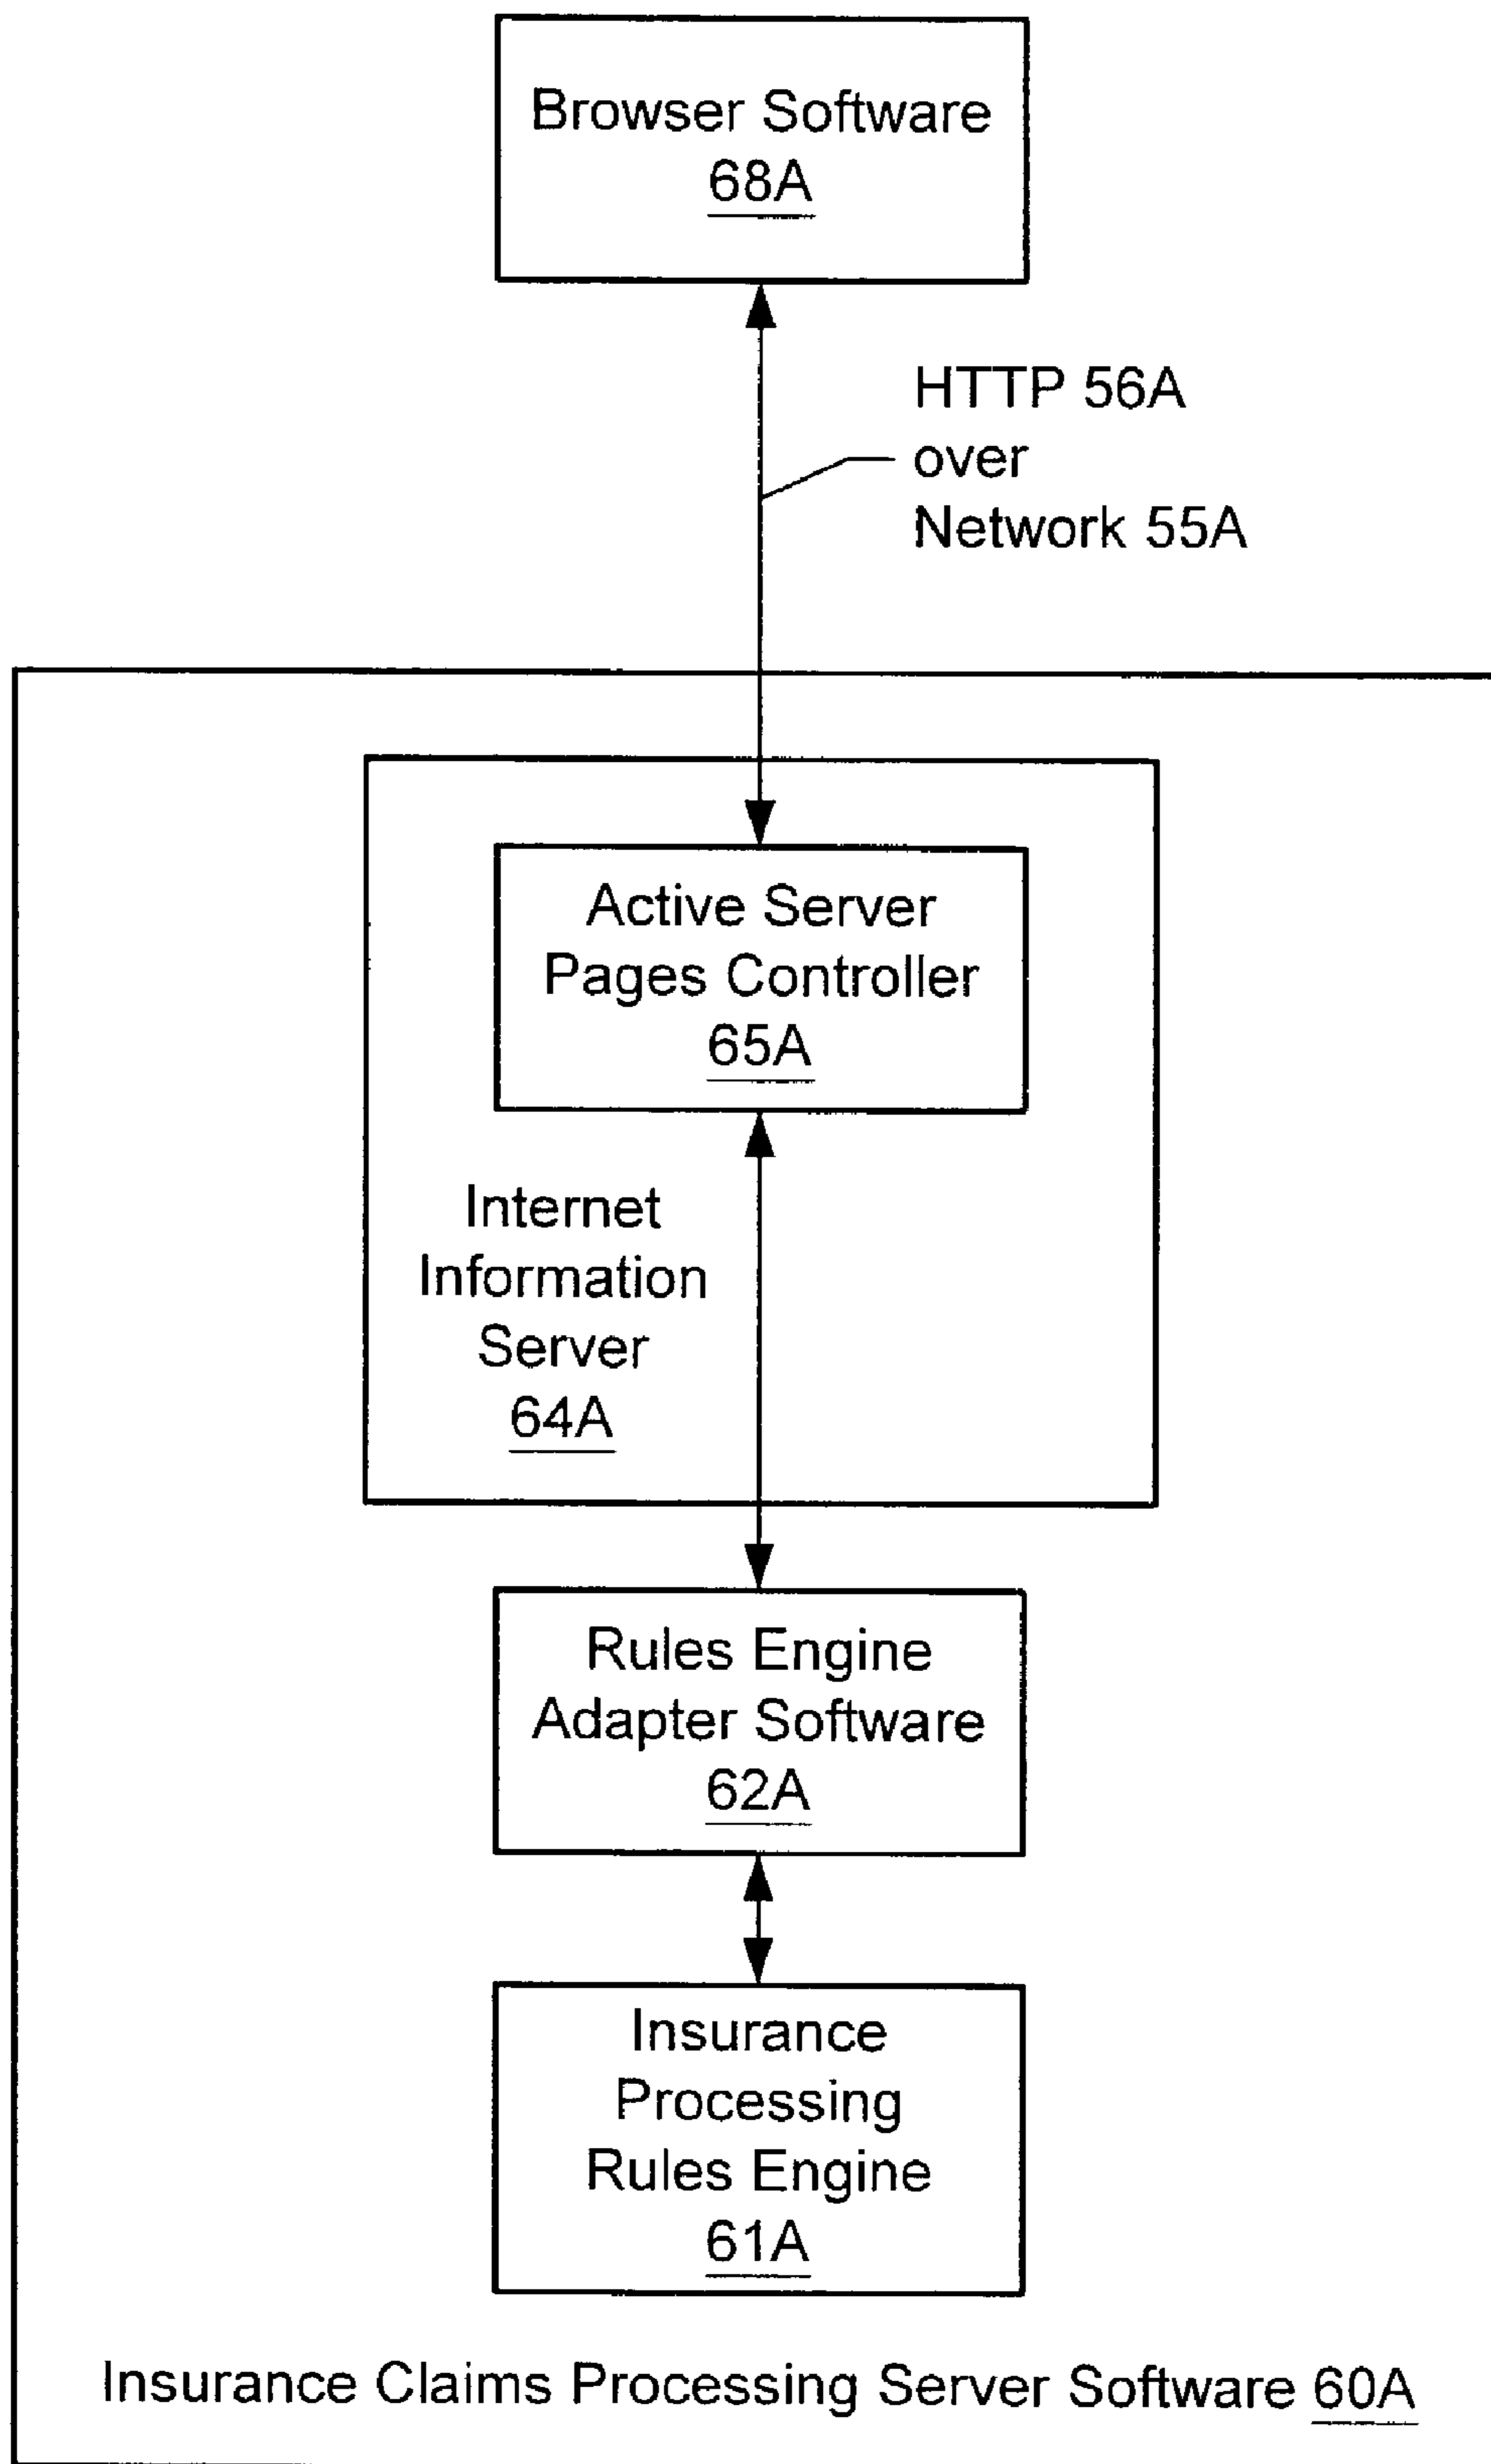 Browser Software
68A
HTTP 56A
over
Network 55A
Active Server
Pages Controller
65A
Internet
Information
Server
64A
Rules Engine
Adapter Software
62A
Insurance
Processing
Rules Engine
61A
Insurance Claims Processing Server Software 60A